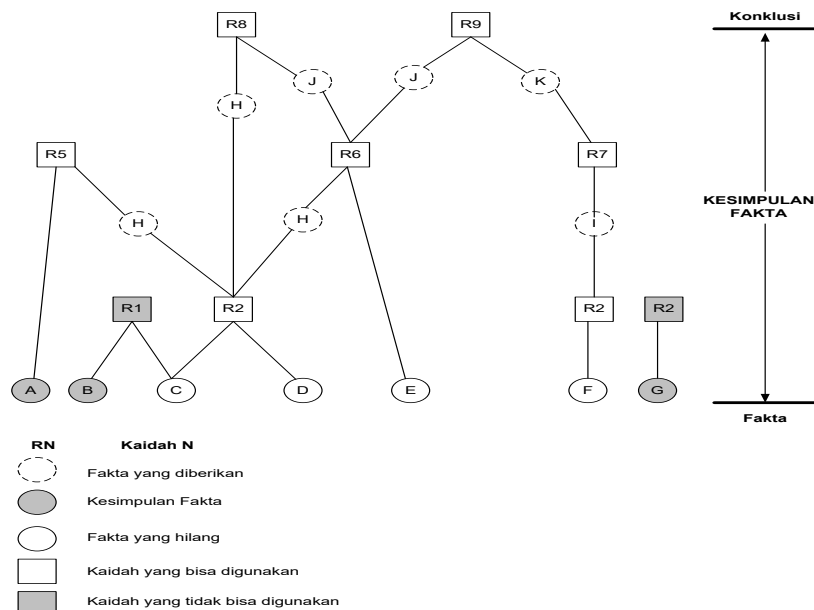 R8
R9
Konklusi
J
J
K
H
R5
R6
R7
KESIMPULAN
FAKTA
H
H
I
R1
R2
R2
R2
A
B
C
D
E
F
G
Fakta
RN Kaidah N
Fakta yang diberikan
Kesimpulan Fakta
Fakta yang hilang
Kaidah yang bisa digunakan
Kaidah yang tidak bisa digunakan